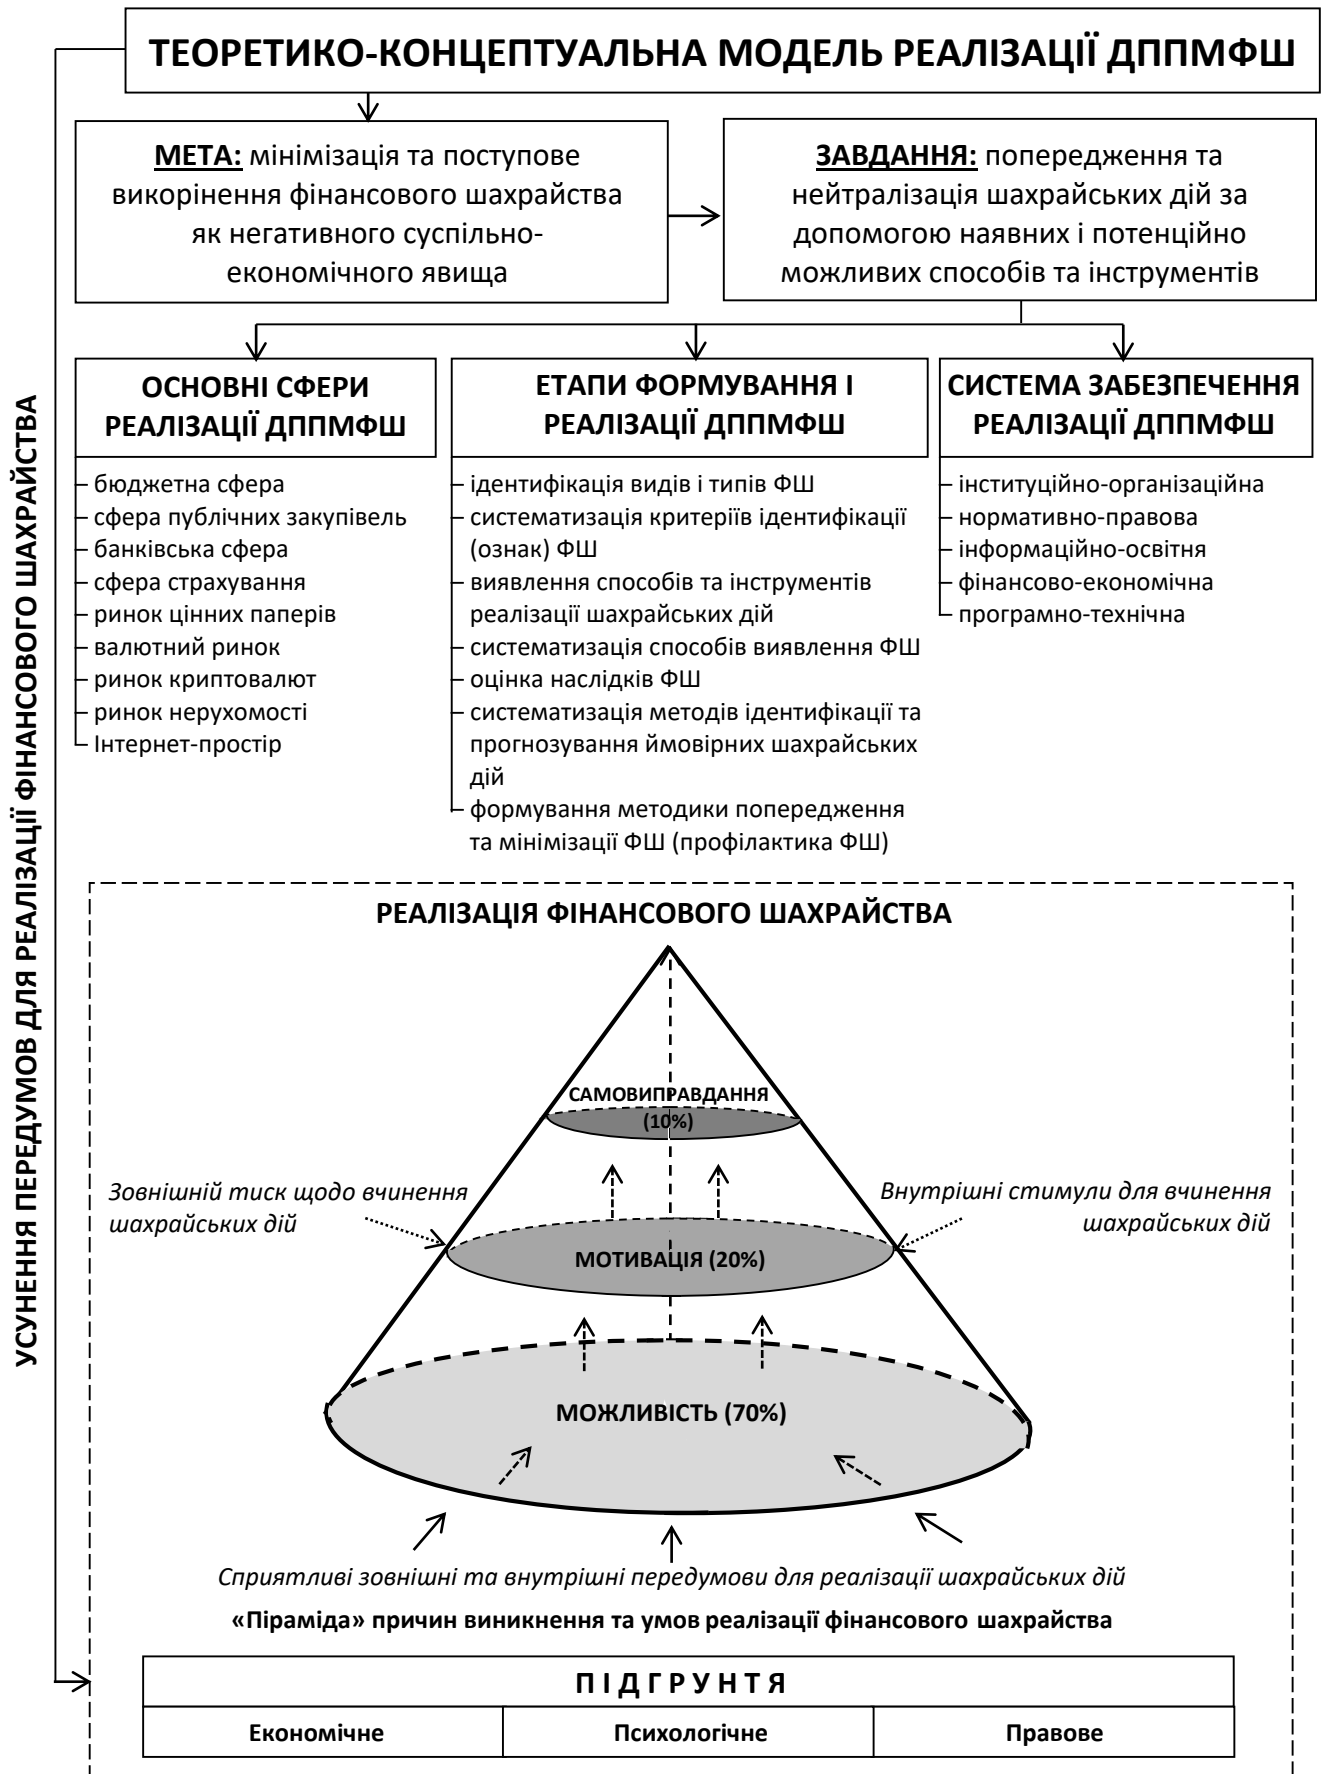 ТЕОРЕТИКО-КОНЦЕПТУАЛЬНА МОДЕЛЬ РЕАЛІЗАЦІЇ ДППМФШ
МЕТА: мінімізація та поступове
викорінення фінансового шахрайства
як негативного суспільно-
економічного явища
ЗАВДАННЯ: попередження та
нейтралізація шахрайських дій за
допомогою наявних і потенційно
можливих способів та інструментів
УСУНЕННЯ ПЕРЕДУМОВ ДЛЯ РЕАЛІЗАЦІЇ ФІНАНСОВОГО ШАХРАЙСТВА
ОСНОВНІ СФЕРИ
РЕАЛІЗАЦІЇ ДППМФШ
бюджетна сфера
сфера публічних закупівель
банківська сфера
сфера страхування
ринок цінних паперів
валютний ринок
ринок криптовалют
ринок нерухомості
Інтернет-простір
ЕТАПИ ФОРМУВАННЯ І
РЕАЛІЗАЦІЇ ДППМФШ
ідентифікація видів і типів ФШ
систематизація критеріїв ідентифікації
(ознак) ФШ
виявлення способів та інструментів
реалізації шахрайських дій
систематизація способів виявлення ФШ
оцінка наслідків ФШ
систематизація методів ідентифікації та
прогнозування ймовірних шахрайських
дій
формування методики попередження
та мінімізації ФШ (профілактика ФШ)
СИСТЕМА ЗАБЕЗПЕЧЕННЯ
РЕАЛІЗАЦІЇ ДППМФШ
інституційно-організаційна
нормативно-правова
інформаційно-освітня
фінансово-економічна
програмно-технічна
РЕАЛІЗАЦІЯ ФІНАНСОВОГО ШАХРАЙСТВА
САМОВИПРАВДАННЯ
(10%)
Зовнішній тиск щодо вчинення
шахрайських дій
Внутрішні стимули для вчинення
шахрайських дій
МОТИВАЦІЯ (20%)
МОЖЛИВІСТЬ (70%)
Сприятливі зовнішні та внутрішні передумови для реалізації шахрайських дій
«Піраміда» причин виникнення та умов реалізації фінансового шахрайства
П І Д Г Р У Н Т Я
Економічне
Психологічне
Правове